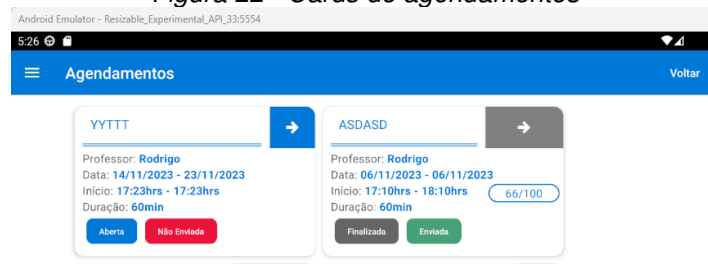 Figura 22 - Cards de agendamentos
Android Emulator - Resizable_Experimental_API_33:5554
5:26
Agendamentos
Voltar
YYTTT
Professor: Rodrigo
Data: 14/11/2023 - 23/11/2023
Início: 17:23hrs - 17:23hrs
Duração: 60min
Aberta
Não Enviada
ASDASD
Professor: Rodrigo
Data: 06/11/2023 - 06/11/2023
Início: 17:10hrs - 18:10hrs
66/100
Duração: 60min
Finalizada
Enviada